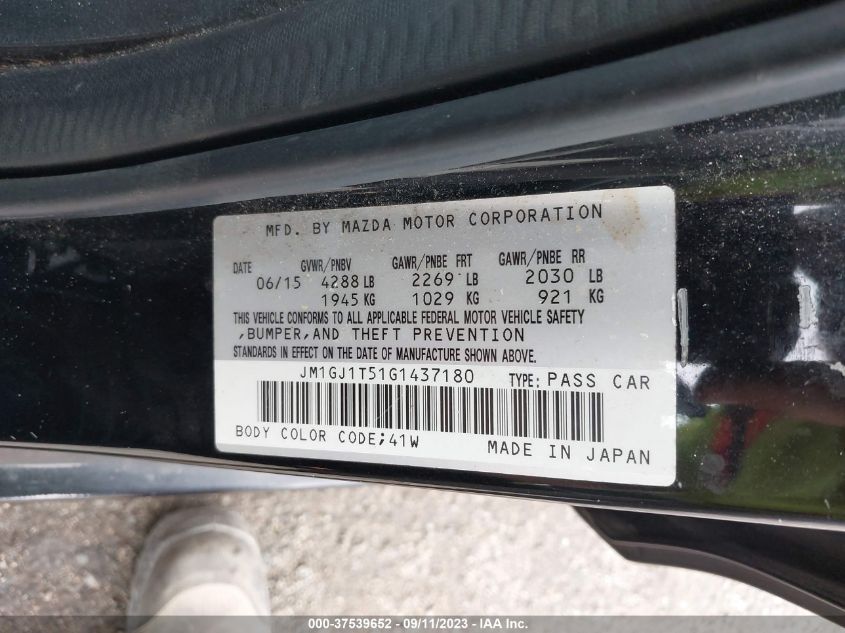 MFD. BY MAZDA MOTOR CORPORATION
DATE GVWR/PNBV GAWR/PNBE FRT GAWR/PNBE RR
06/15 4288 LB 2269 LB 2030 LB
1945 KG 1029 KG 921 KG
THIS VEHICLE CONFORMS TO ALL APPLICABLE FEDERAL MOTOR VEHICLE SAFETY
,BUMPER,AND THEFT PREVENTION
STANDARDS IN EFFECT ON THE DATE OF MANUFACTURE SHOWN ABOVE.
JM1GJ1T51G1437180 TYPE: PASS CAR
BODY COLOR CODE;41W MADE IN JAPAN
000-37539652 - 09/11/2023 - IAA Inc.